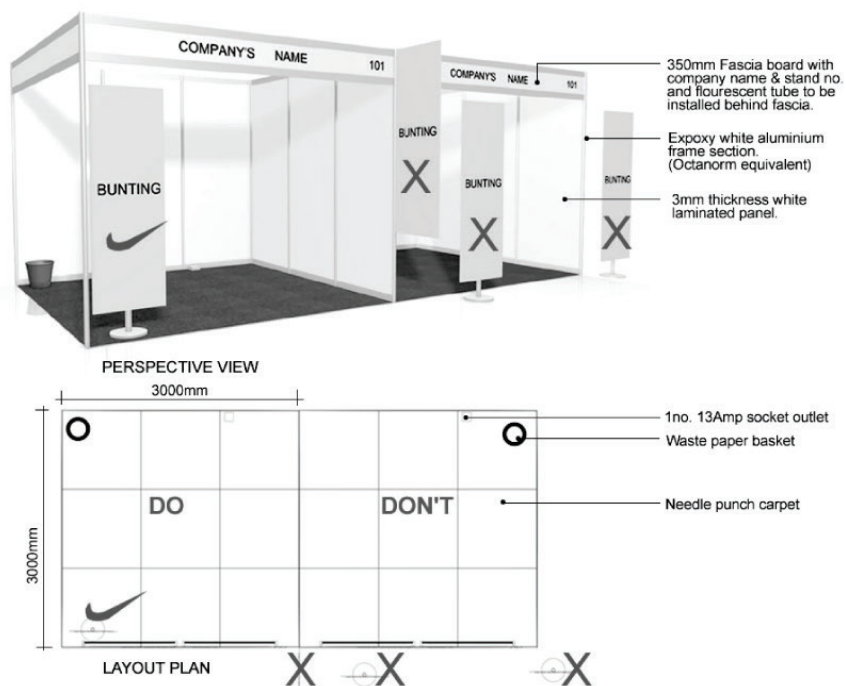 COMPANY'S NAME 101
COMPANY'S NAME 101
BUNTING
BUNTING
BUNTING
BUNTING
X
X
X
350mm Fascia board with
company name & stand no.
and flourescent tube to be
installed behind fascia.
Expoxy white aluminium
frame section.
(Octanorm equivalent)
3mm thickness white
laminated panel.
PERSPECTIVE VIEW
3000mm
3000mm
DO
DON'T
1no. 13Amp socket outlet
Waste paper basket
Needle punch carpet
LAYOUT PLAN
X
X
X